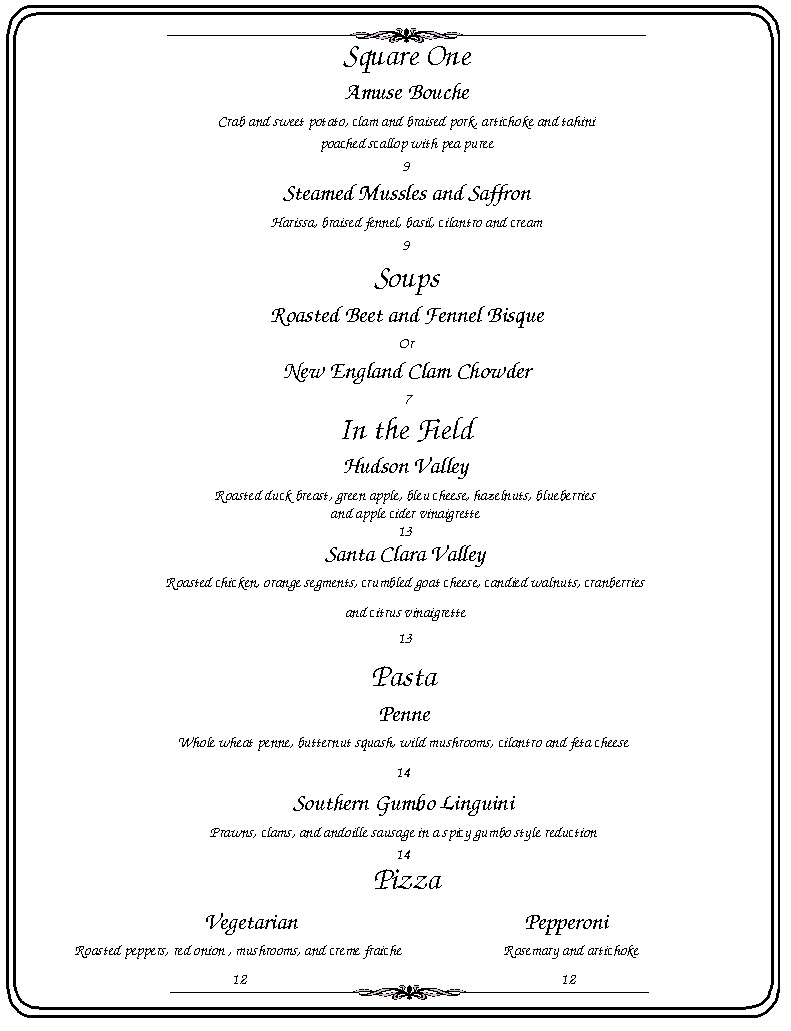 Square One
Amuse Bouche
Crab and sweet potato, clam and braised pork, artichoke and tahini
poached scallop with pea puree
9
Steamed Mussles and Saffron
Harissa, braised fennel, basil, cilantro and cream
9
Soups
Roasted Beet and Fennel Bisque
Or
New England Clam Chowder
7
In the Field
Hudson Valley
Roasted duck breast, green apple, bleu cheese, hazelnuts, blueberries
and apple cider vinaigrette
13
Santa Clara Valley
Roasted chicken, orange segments, crumbled goat cheese, candied walnuts, cranberries
and citrus vinaigrette
13
Pasta
Penne
Whole wheat penne, butternut squash, wild mushrooms, cilantro and feta cheese
14
Southern Gumbo Linguini
Prawns, clams, and andoille sausage in a spicy gumbo style reduction
14
Pizza
Vegetarian
Roasted peppers, red onion , mushrooms, and creme fraiche
12
Pepperoni
Rosemary and artichoke
12